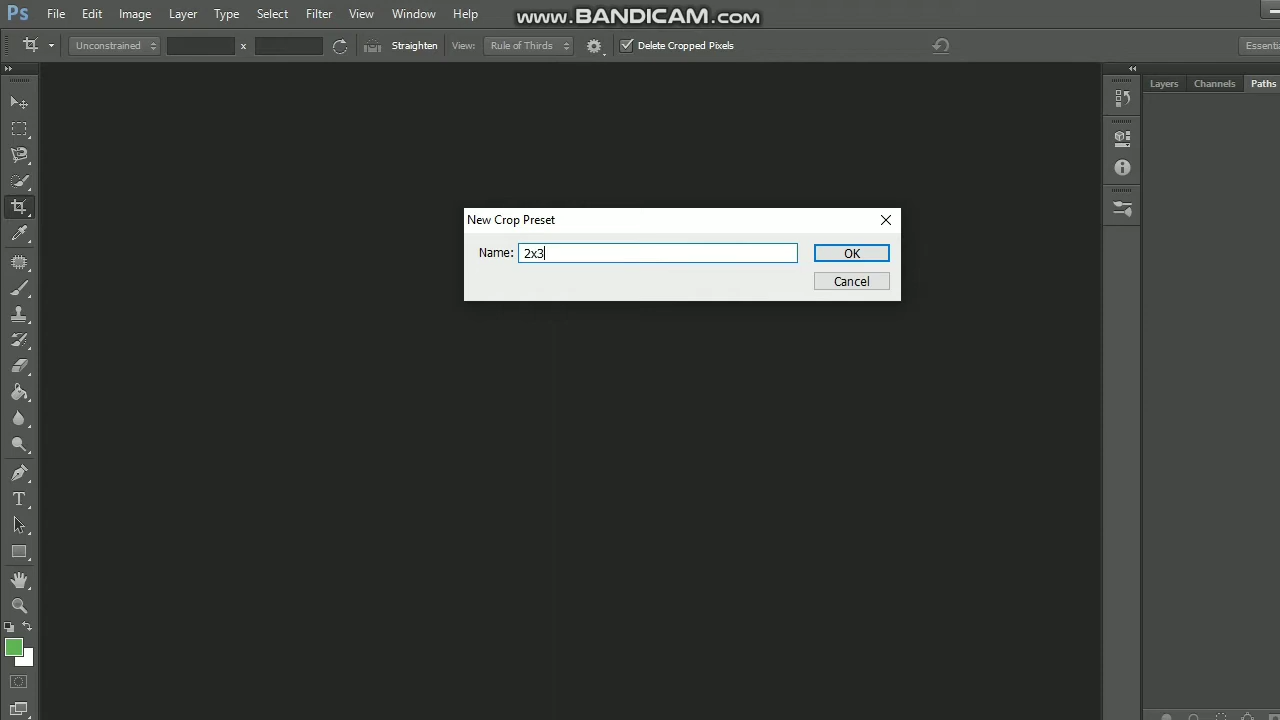 Ps File Edit Image Layer Type Select Filter View Window Help www.BANDICAM.com
Unconstrained x Straighten View: Rule of Thirds Delete Cropped Pixels Essenti
Layers Channels Paths
New Crop Preset
Name: 2x3 OK
Cancel
T